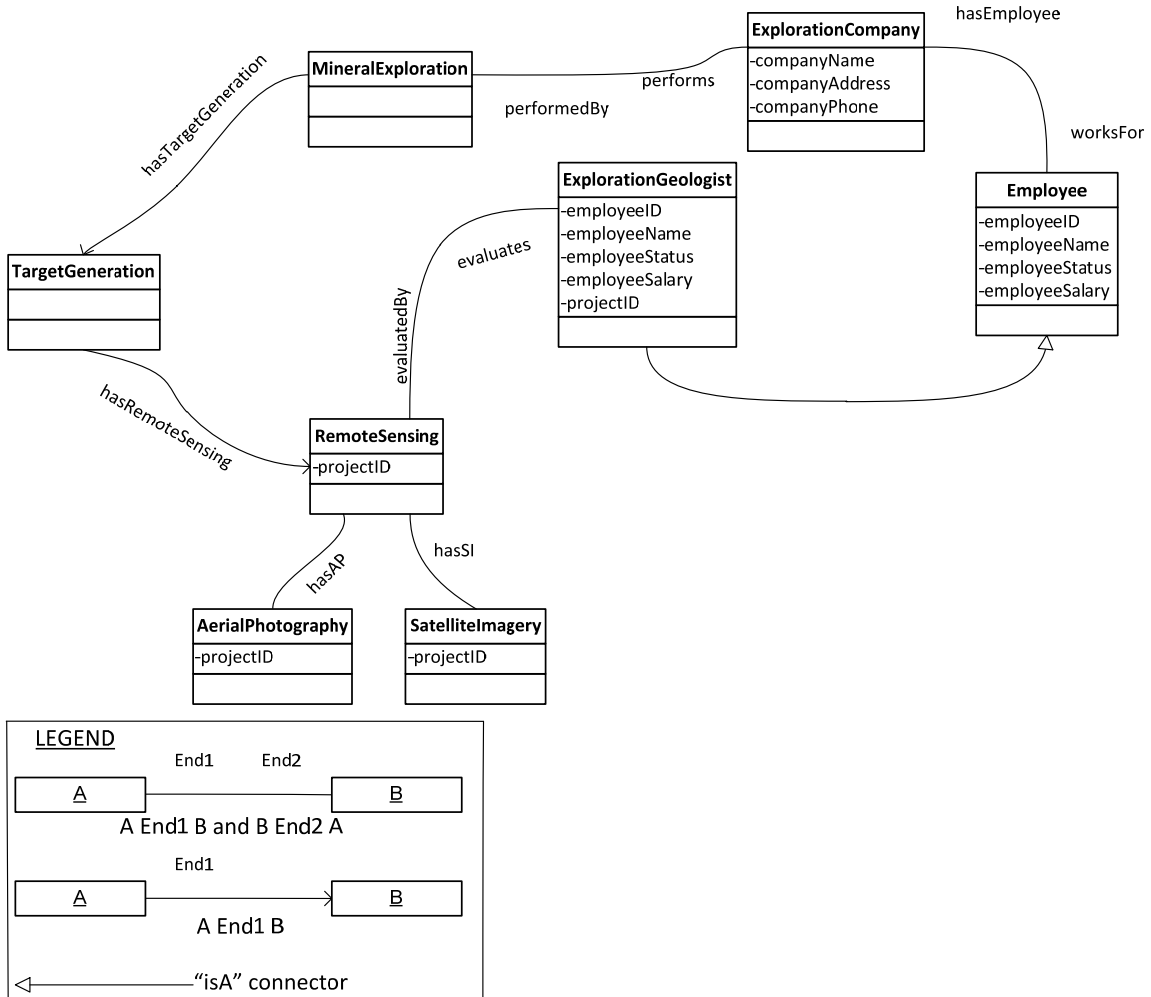 hasEmployee
ExplorationCompany
-companyName
-companyAddress
-companyPhone
MineralExploration
performs
performedBy
hasTargetGeneration
worksFor
ExplorationGeologist
-employeeID
-employeeName
-employeeStatus
-employeeSalary
-projectID
Employee
-employeeID
-employeeName
-employeeStatus
-employeeSalary
evaluates
evaluatedBy
TargetGeneration
hasRemoteSensing
RemoteSensing
-projectID
hasAP
hasSI
AerialPhotography
-projectID
SatelliteImagery
-projectID
LEGEND
End1 End2
A B
A End1 B and B End2 A
End1
A B
A End1 B
“isA” connector